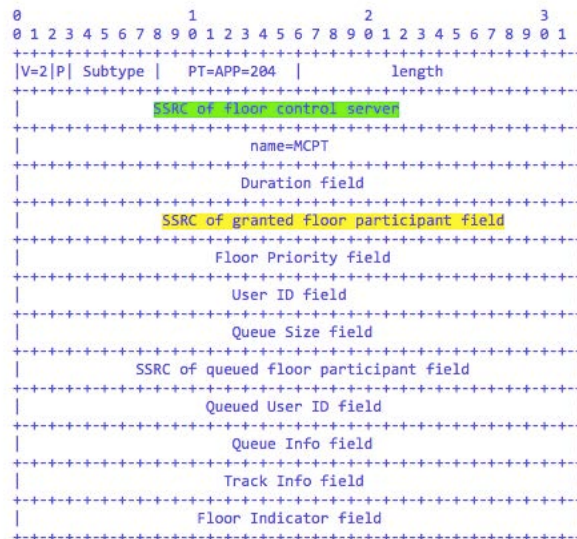 0                   1                   2                   3
0 1 2 3 4 5 6 7 8 9 0 1 2 3 4 5 6 7 8 9 0 1 2 3 4 5 6 7 8 9 0 1
+-+-+-+-+-+-+-+-+-+-+-+-+-+-+-+-+-+-+-+-+-+-+-+-+-+-+-+-+-+-+-+-
|V=2|P| Subtype |   PT=APP=204  |          length
+-+-+-+-+-+-+-+-+-+-+-+-+-+-+-+-+-+-+-+-+-+-+-+-+-+-+-+-+-+-+-+-
|               SSRC of floor control server
+-+-+-+-+-+-+-+-+-+-+-+-+-+-+-+-+-+-+-+-+-+-+-+-+-+-+-+-+-+-+-+-
|                          name=MCPT
+-+-+-+-+-+-+-+-+-+-+-+-+-+-+-+-+-+-+-+-+-+-+-+-+-+-+-+-+-+-+-+-
|                         Duration field
+-+-+-+-+-+-+-+-+-+-+-+-+-+-+-+-+-+-+-+-+-+-+-+-+-+-+-+-+-+-+-+-
|                SSRC of granted floor participant field
+-+-+-+-+-+-+-+-+-+-+-+-+-+-+-+-+-+-+-+-+-+-+-+-+-+-+-+-+-+-+-+-
|                      Floor Priority field
+-+-+-+-+-+-+-+-+-+-+-+-+-+-+-+-+-+-+-+-+-+-+-+-+-+-+-+-+-+-+-+-
|                        User ID field
+-+-+-+-+-+-+-+-+-+-+-+-+-+-+-+-+-+-+-+-+-+-+-+-+-+-+-+-+-+-+-+-
|                        Queue Size field
+-+-+-+-+-+-+-+-+-+-+-+-+-+-+-+-+-+-+-+-+-+-+-+-+-+-+-+-+-+-+-+-
|             SSRC of queued floor participant field
+-+-+-+-+-+-+-+-+-+-+-+-+-+-+-+-+-+-+-+-+-+-+-+-+-+-+-+-+-+-+-+-
|                     Queued User ID field
+-+-+-+-+-+-+-+-+-+-+-+-+-+-+-+-+-+-+-+-+-+-+-+-+-+-+-+-+-+-+-+-
|                        Queue Info field
+-+-+-+-+-+-+-+-+-+-+-+-+-+-+-+-+-+-+-+-+-+-+-+-+-+-+-+-+-+-+-+-
|                       Track Info field
+-+-+-+-+-+-+-+-+-+-+-+-+-+-+-+-+-+-+-+-+-+-+-+-+-+-+-+-+-+-+-+-
|                    Floor Indicator field
+-+-+-+-+-+-+-+-+-+-+-+-+-+-+-+-+-+-+-+-+-+-+-+-+-+-+-+-+-+-+-+-